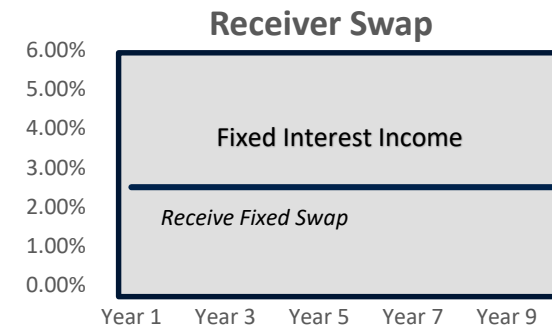 Receiver Swap
6.00%
5.00%
4.00%
Fixed Interest Income
3.00%
2.00%
Receive Fixed Swap
1.00%
0.00%
Year 1 Year 3 Year 5 Year 7 Year 9